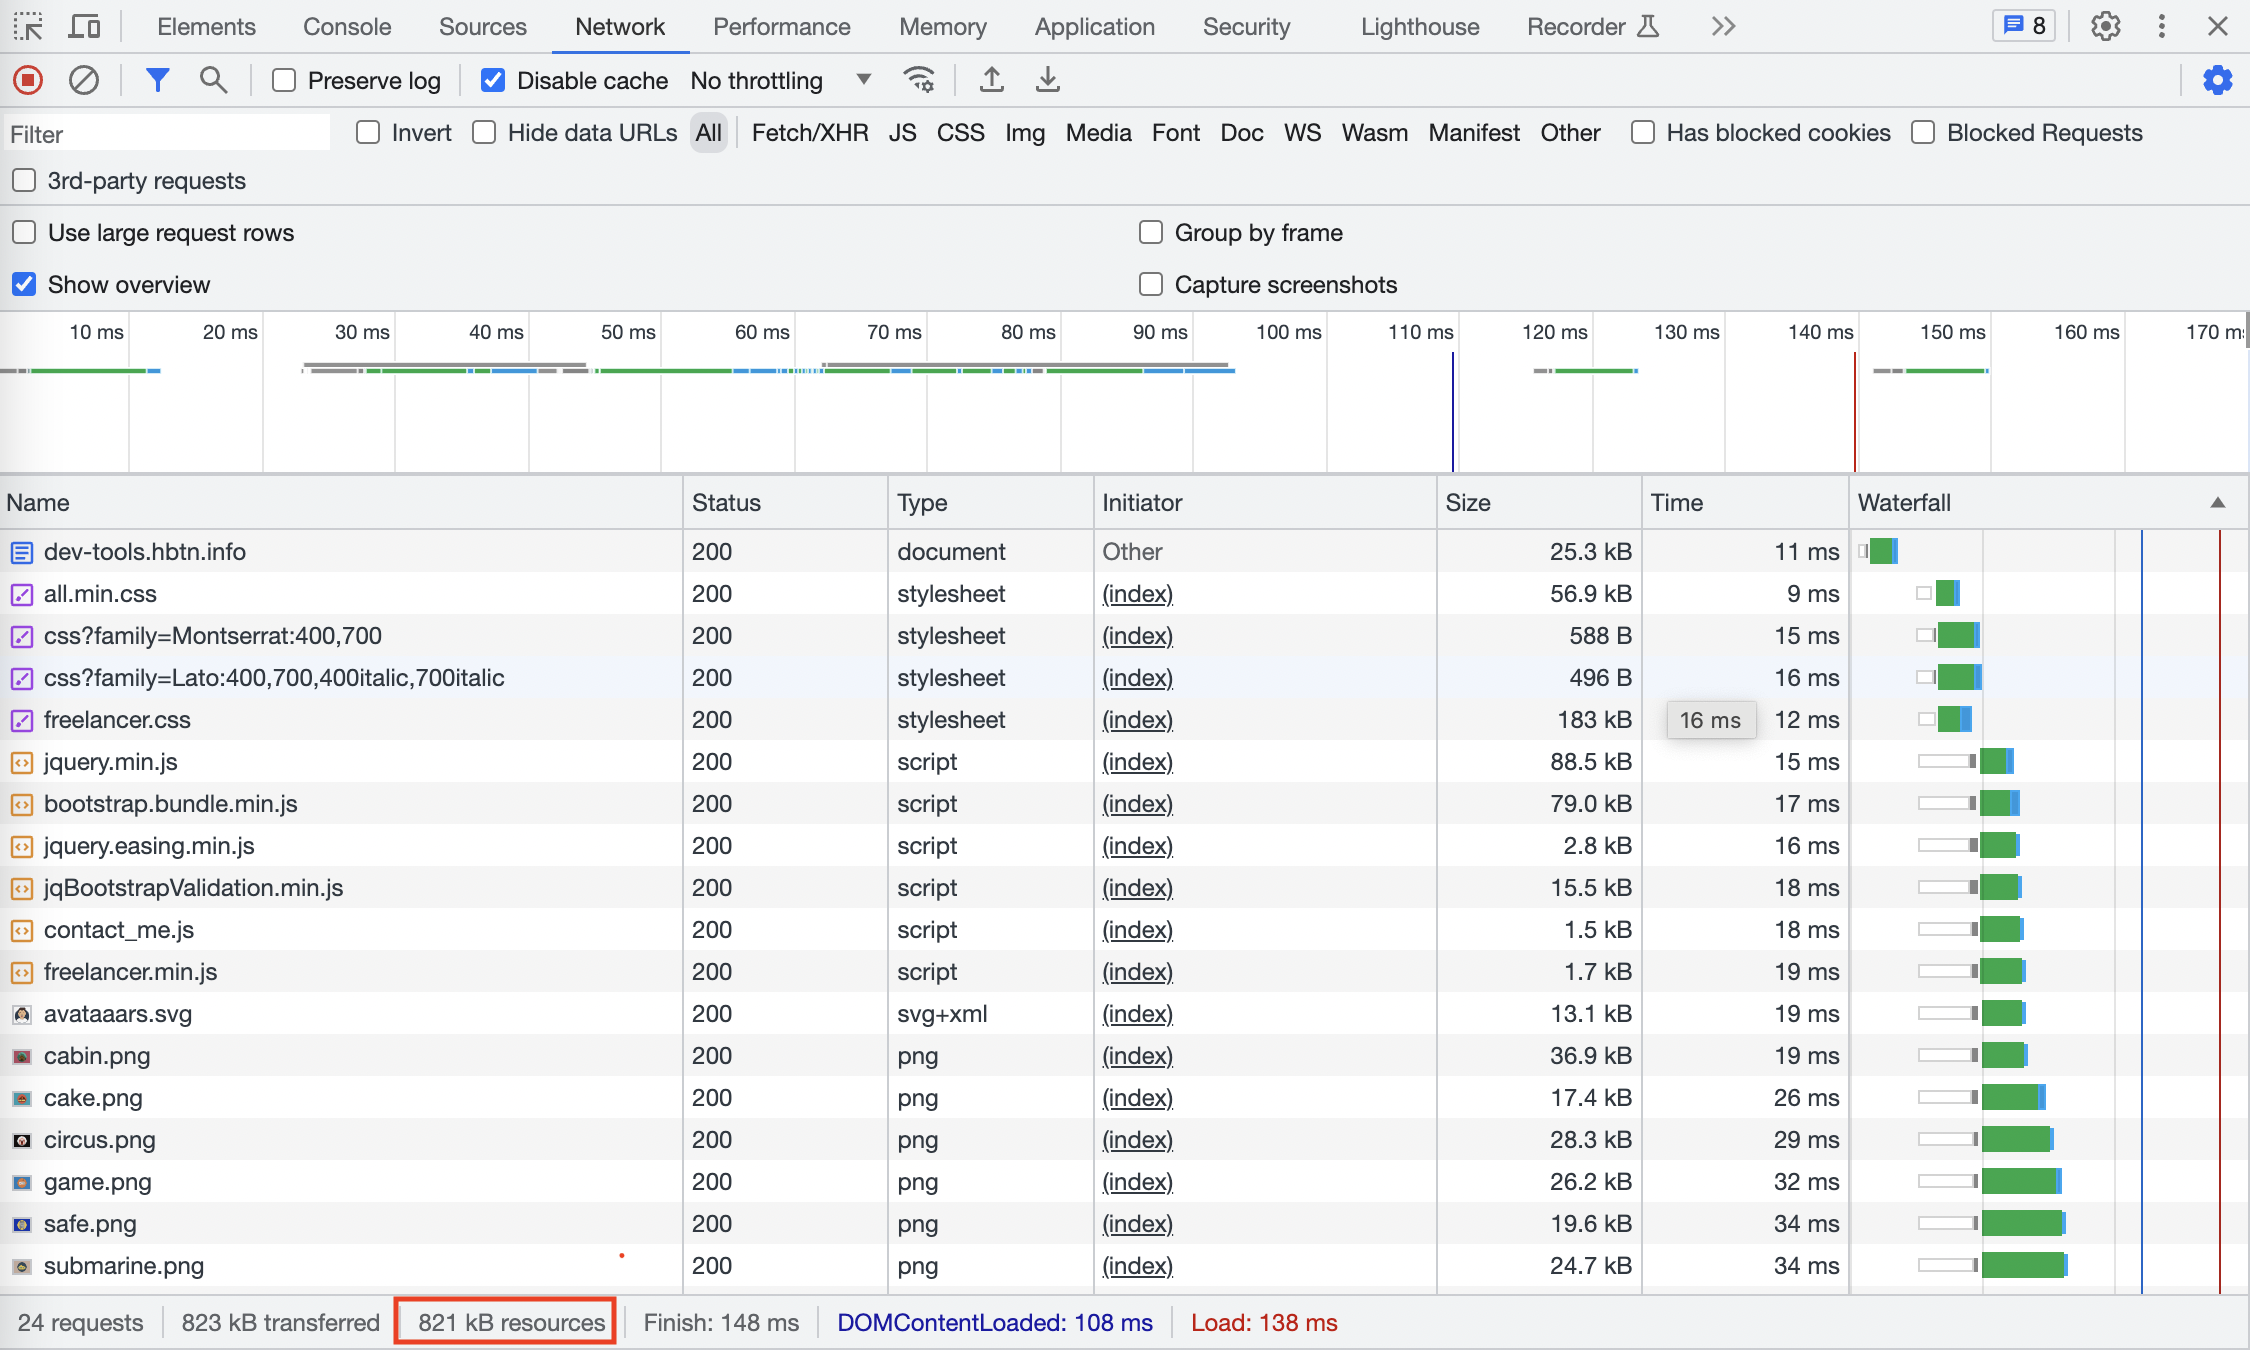 Elements Console Sources Network Performance Memory Application Security Lighthouse Recorder 8
Preserve log Disable cache No throttling
Filter Invert Hide data URLs All Fetch/XHR JS CSS Img Media Font Doc WS Wasm Manifest Other Has blocked cookies Blocked Requests
3rd-party requests
Use large request rows Group by frame
Show overview Capture screenshots
10 ms 20 ms 30 ms 40 ms 50 ms 60 ms 70 ms 80 ms 90 ms 100 ms 110 ms 120 ms 130 ms 140 ms 150 ms 160 ms 170
Name Status Type Initiator Size Time Waterfall
dev-tools.hbtn.info 200 document Other 25.3 kB 11 ms
all.min.css 200 stylesheet (index) 56.9 kB 9 ms
css?family=Montserrat:400,700 200 stylesheet (index) 588 B 15 ms
css?family=Lato:400,700,400italic,700italic 200 stylesheet (index) 496 B 16 ms
freelancer.css 200 stylesheet (index) 183 kB 16 ms 12 ms
jquery.min.js 200 script (index) 88.5 kB 15 ms
bootstrap.bundle.min.js 200 script (index) 79.0 kB 17 ms
jquery.easing.min.js 200 script (index) 2.8 kB 16 ms
jqBootstrapValidation.min.js 200 script (index) 15.5 kB 18 ms
contact_me.js 200 script (index) 1.5 kB 18 ms
freelancer.min.js 200 script (index) 1.7 kB 19 ms
avataaars.svg 200 svg+xml (index) 13.1 kB 19 ms
cabin.png 200 png (index) 36.9 kB 19 ms
cake.png 200 png (index) 17.4 kB 26 ms
circus.png 200 png (index) 28.3 kB 29 ms
game.png 200 png (index) 26.2 kB 32 ms
safe.png 200 png (index) 19.6 kB 34 ms
submarine.png 200 png (index) 24.7 kB 34 ms
24 requests 823 kB transferred 821 kB resources Finish: 148 ms DOMContentLoaded: 108 ms Load: 138 ms